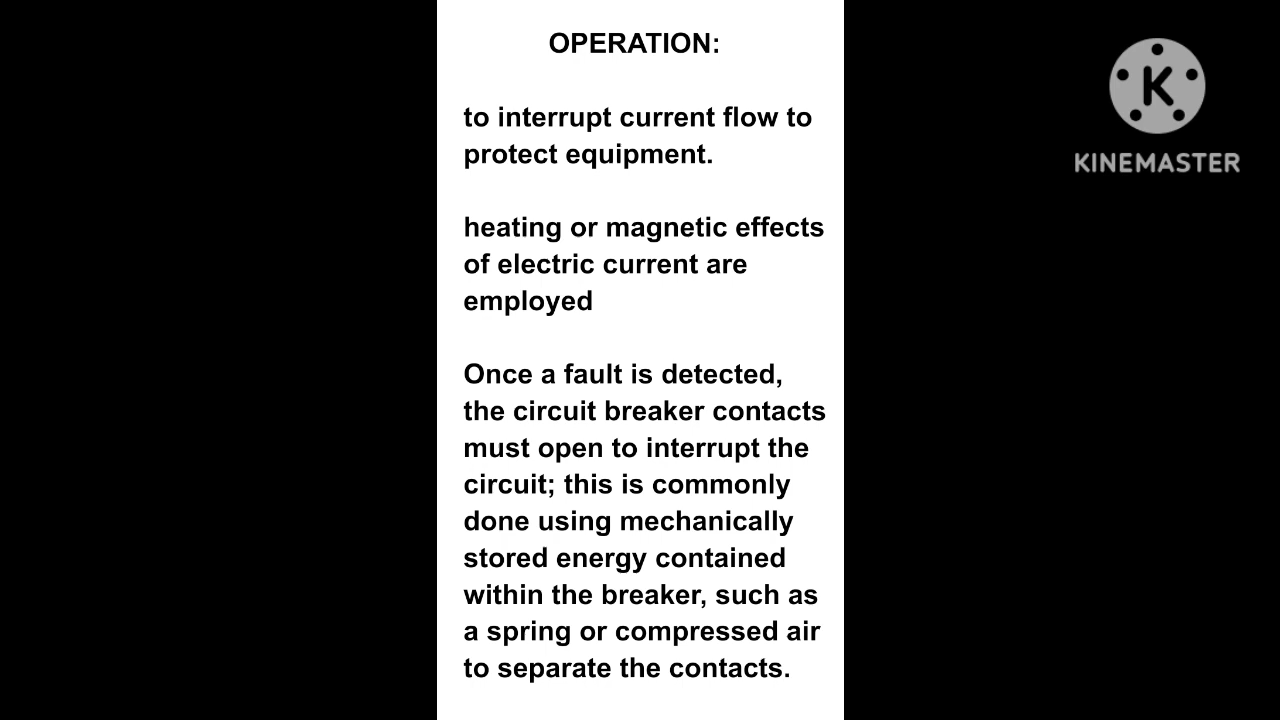 OPERATION:
to interrupt current flow to
protect equipment.
heating or magnetic effects
of electric current are
employed
Once a fault is detected,
the circuit breaker contacts
must open to interrupt the
circuit; this is commonly
done using mechanically
stored energy contained
within the breaker, such as
a spring or compressed air
to separate the contacts.
K
KINEMASTER